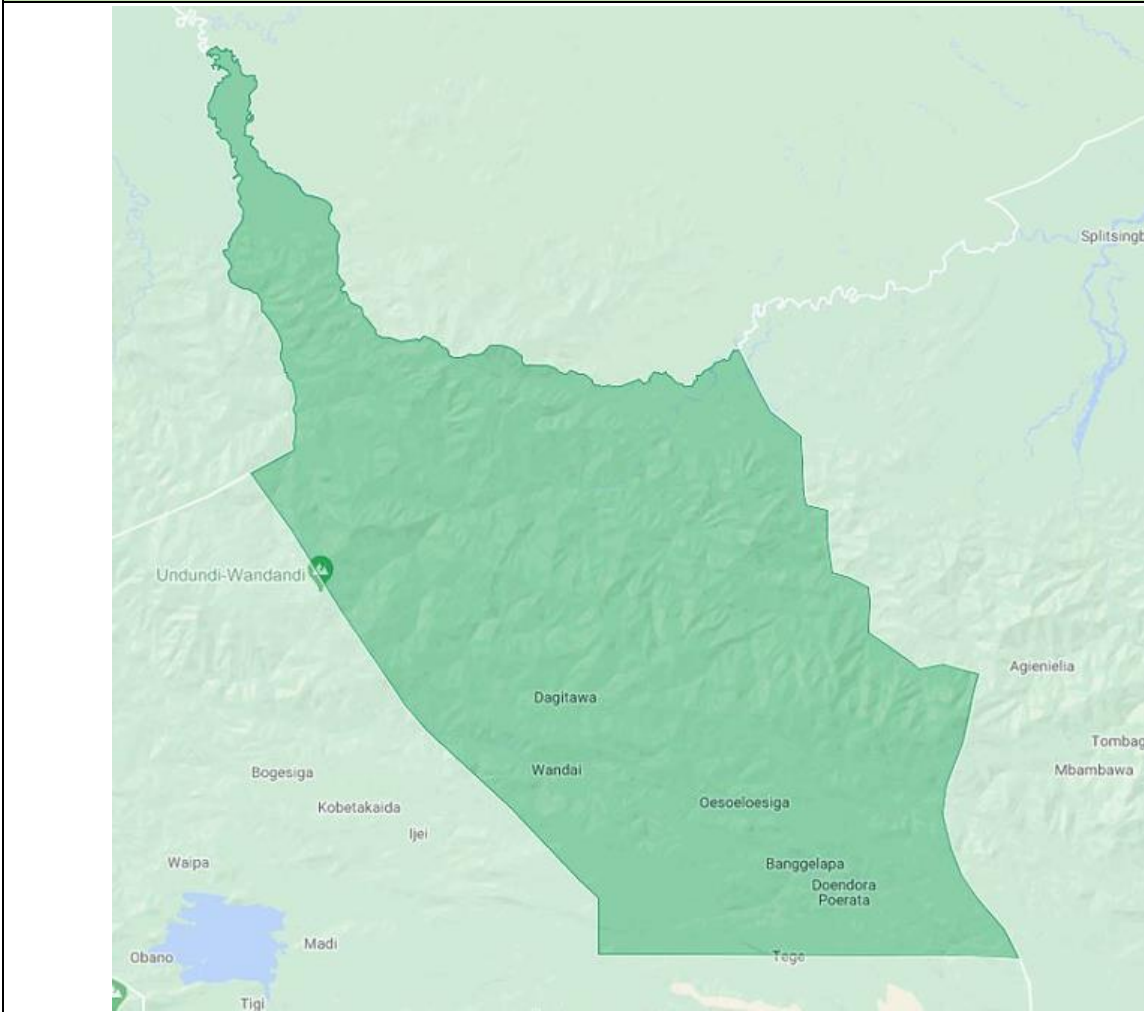 Splitsingb
Undundi-Wandandi
Agienielia
Dagitawa
Tombag
Mbambawa
Wandai
Bogesiga
Oesoeloesiga
Kobetakaida
Ijei
Waipa
Banggelapa
Doendora
Poerata
Madi
Obano
Tege
Tigi